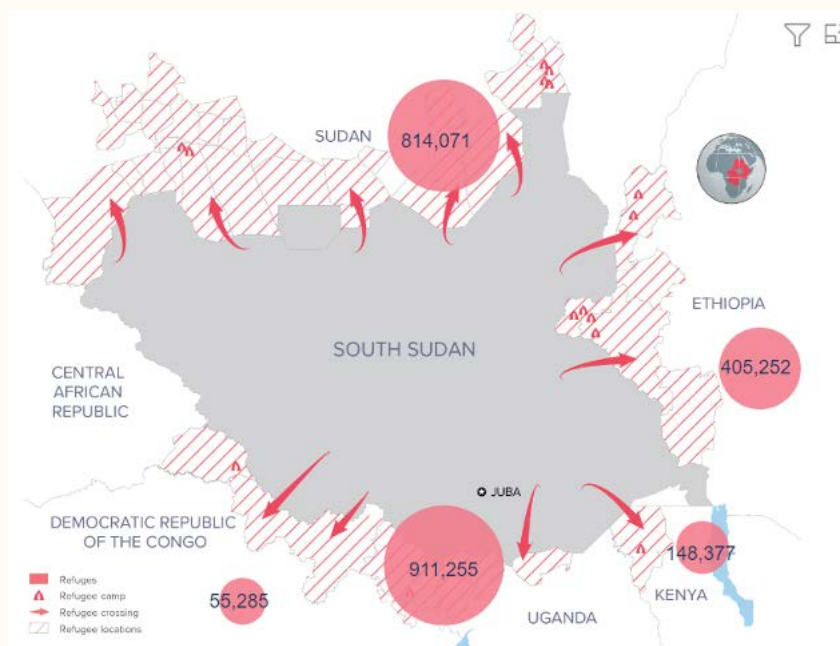 SUDAN
814,071
ETHIOPIA
SOUTH SUDAN
405,252
CENTRAL
AFRICAN
REPUBLIC
JUBA
DEMOCRATIC REPUBLIC
OF THE CONGO
911,255
148,377
KENYA
55,285
UGANDA
Refuges
Refugee camp
Refugee crossing
Refugee locations